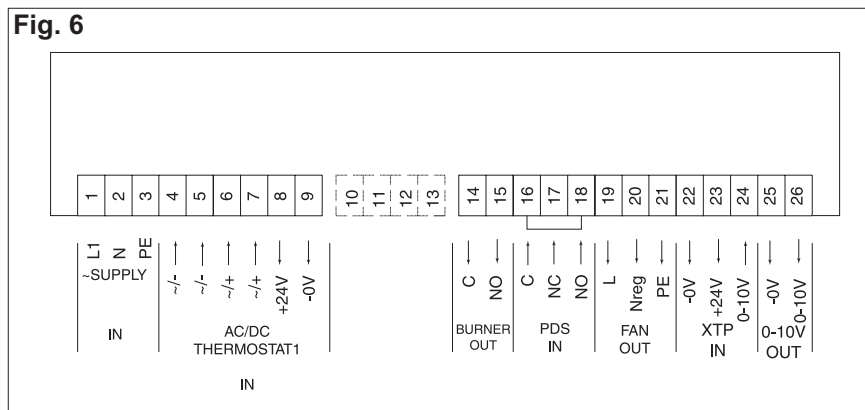 Fig. 6
1 2 3 4 5 6 7 8 9 10 11 12 13 14 15 16 17 18 19 20 21 22 23 24 25 26
L1 N PE ~/- ~/- ~/+ ~/+ +24V -0V C NO C NC NO L Nreg PE -0V +24V 0-10V -0V 0-10V
~SUPPLY
IN
AC/DC
THERMOSTAT1
IN
BURNER
OUT
PDS
IN
FAN
OUT
XTP
IN
0-10V
OUT